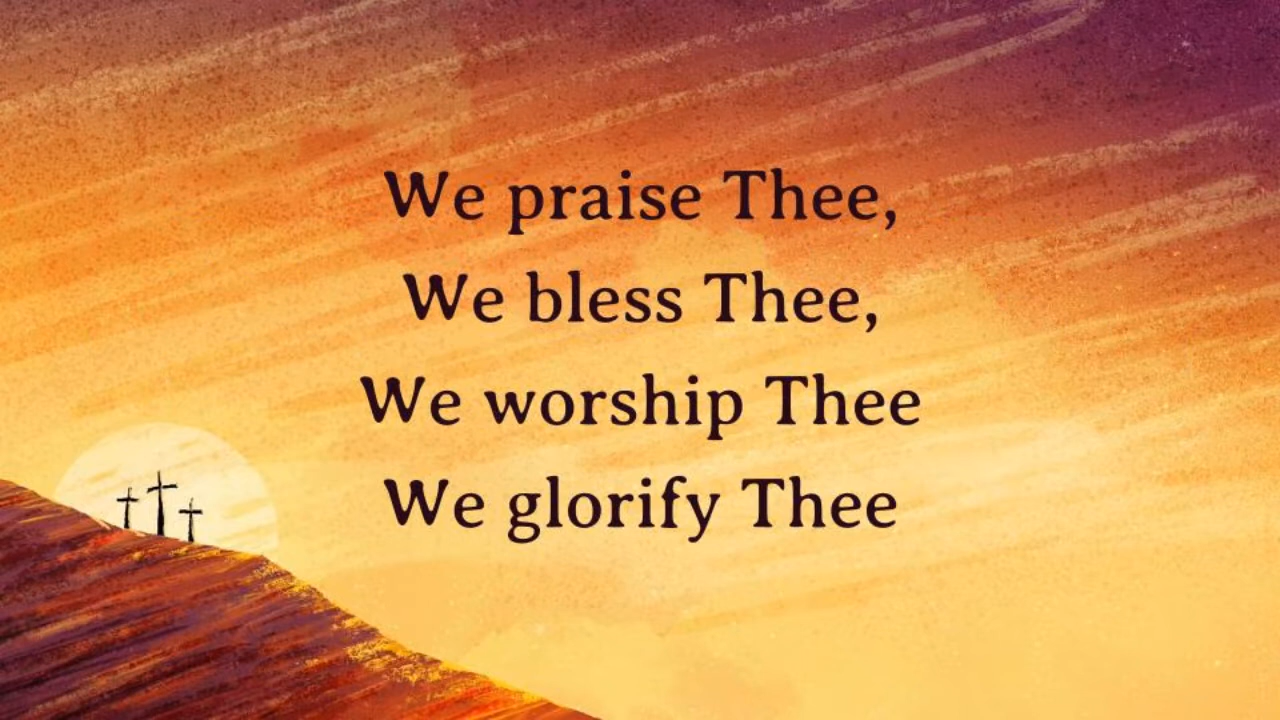 We praise Thee,
We bless Thee,
We worship Thee
We glorify Thee